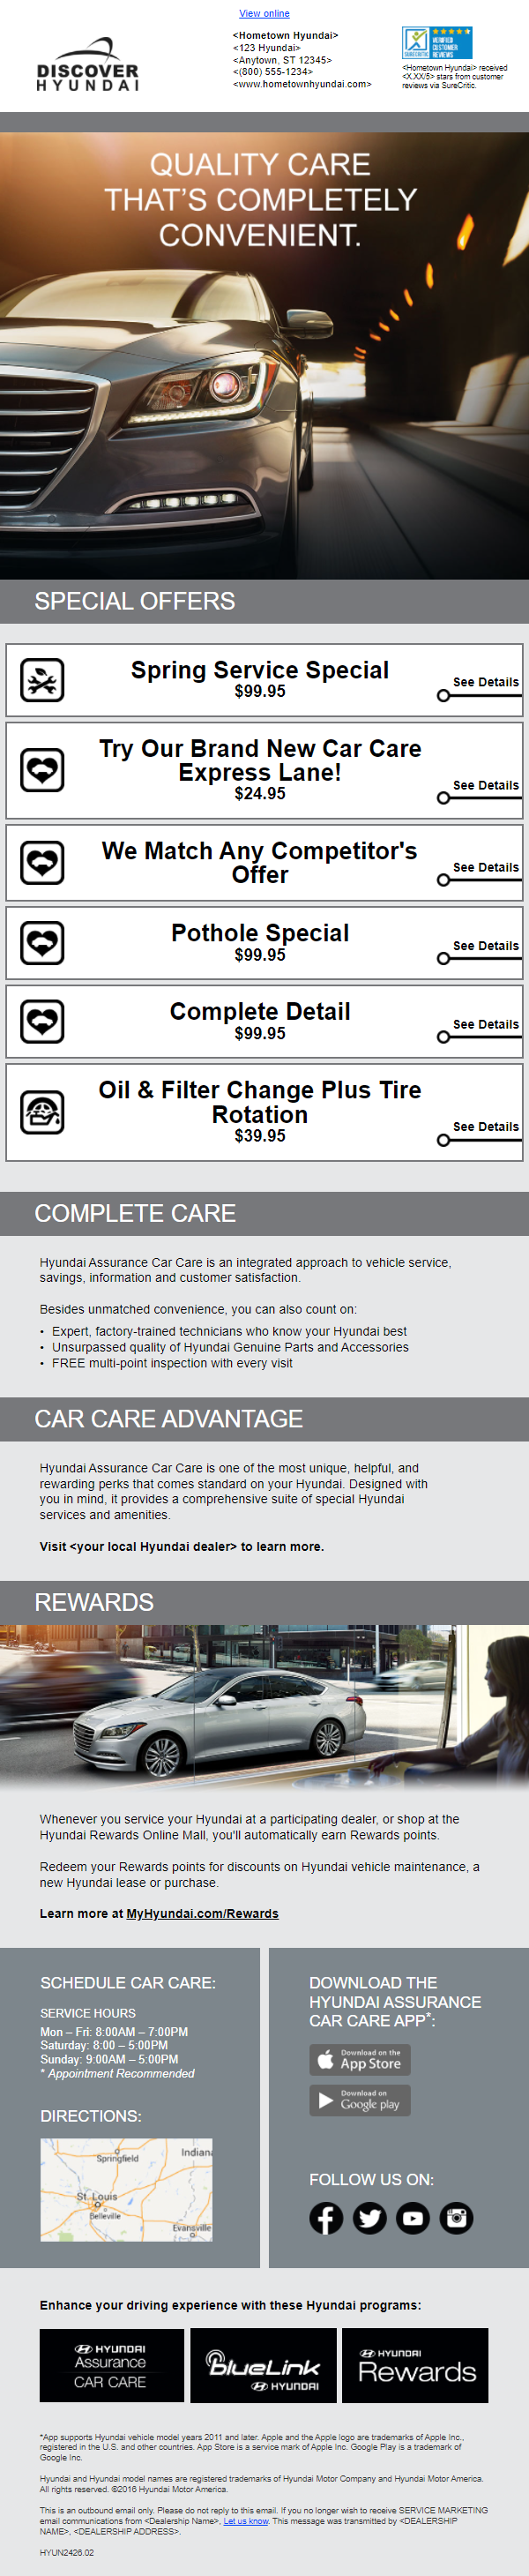 View online
DISCOVER
HYUNDAI
<Hometown Hyundai>
<123 Hyundai>
<Anytown, ST 12345>
<(800) 555-1234>
<www.hometownhyundai.com>
SURECRITIC
VERIFIED
CUSTOMER
REVIEWS
<Hometown Hyundai> received
<X.XX/5> stars from customer
reviews via SureCritic.
QUALITY CARE
THAT'S COMPLETELY
CONVENIENT.
SPECIAL OFFERS
Spring Service Special
$99.95
See Details
Try Our Brand New Car Care
Express Lane!
$24.95
See Details
We Match Any Competitor's
Offer
See Details
Pothole Special
$99.95
See Details
Complete Detail
$99.95
See Details
Oil & Filter Change Plus Tire
Rotation
$39.95
See Details
COMPLETE CARE
Hyundai Assurance Car Care is an integrated approach to vehicle service,
savings, information and customer satisfaction.
Besides unmatched convenience, you can also count on:
• Expert, factory-trained technicians who know your Hyundai best
• Unsurpassed quality of Hyundai Genuine Parts and Accessories
• FREE multi-point inspection with every visit
CAR CARE ADVANTAGE
Hyundai Assurance Car Care is one of the most unique, helpful, and
rewarding perks that comes standard on your Hyundai. Designed with
you in mind, it provides a comprehensive suite of special Hyundai
services and amenities.
Visit <your local Hyundai dealer> to learn more.
REWARDS
Whenever you service your Hyundai at a participating dealer, or shop at the
Hyundai Rewards Online Mall, you'll automatically earn Rewards points.
Redeem your Rewards points for discounts on Hyundai vehicle maintenance, a
new Hyundai lease or purchase.
Learn more at MyHyundai.com/Rewards
SCHEDULE CAR CARE:
SERVICE HOURS
Mon – Fri: 8:00AM – 7:00PM
Saturday: 8:00 – 5:00PM
Sunday: 9:00AM – 5:00PM
* Appointment Recommended
DIRECTIONS:
Springfield
Indiana
St. Louis
Belleville
Evansville
DOWNLOAD THE
HYUNDAI ASSURANCE
CAR CARE APP*:
Download on the
App Store
Download on
Google play
FOLLOW US ON:
Enhance your driving experience with these Hyundai programs:
HYUNDAI
Assurance
CAR CARE
blueLink
HYUNDAI
HYUNDAI
Rewards
*App supports Hyundai vehicle model years 2011 and later. Apple and the Apple logo are trademarks of Apple Inc.,
registered in the U.S. and other countries. App Store is a service mark of Apple Inc. Google Play is a trademark of
Google Inc.
Hyundai and Hyundai model names are registered trademarks of Hyundai Motor Company and Hyundai Motor America.
All rights reserved. ©2016 Hyundai Motor America.
This is an outbound email only. Please do not reply to this email. If you no longer wish to receive SERVICE MARKETING
email communications from <Dealership Name>, Let us know. This message was transmitted by <DEALERSHIP
NAME>, <DEALERSHIP ADDRESS>.
HYUN2426.02